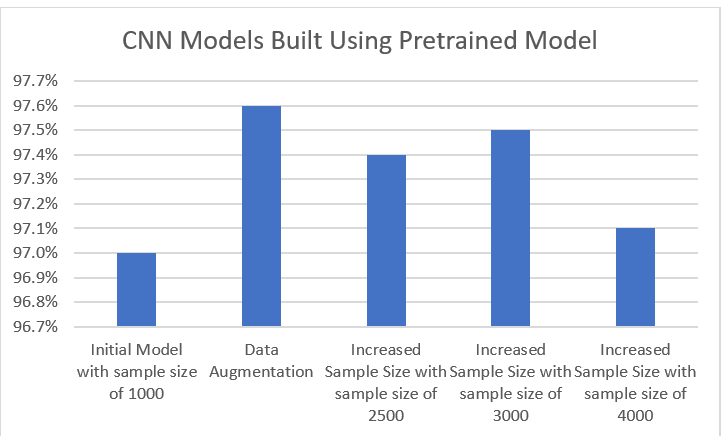 CNN Models Built Using Pretrained Model
97.7%
97.6%
97.5%
97.4%
97.3%
97.2%
97.1%
97.0%
96.9%
96.8%
96.7%
Initial Model
with sample size
of 1000
Data
Augmentation
Increased
Sample Size with
sample size of
2500
Increased
Sample Size with
sample size of
3000
Increased
Sample Size with
sample size of
4000